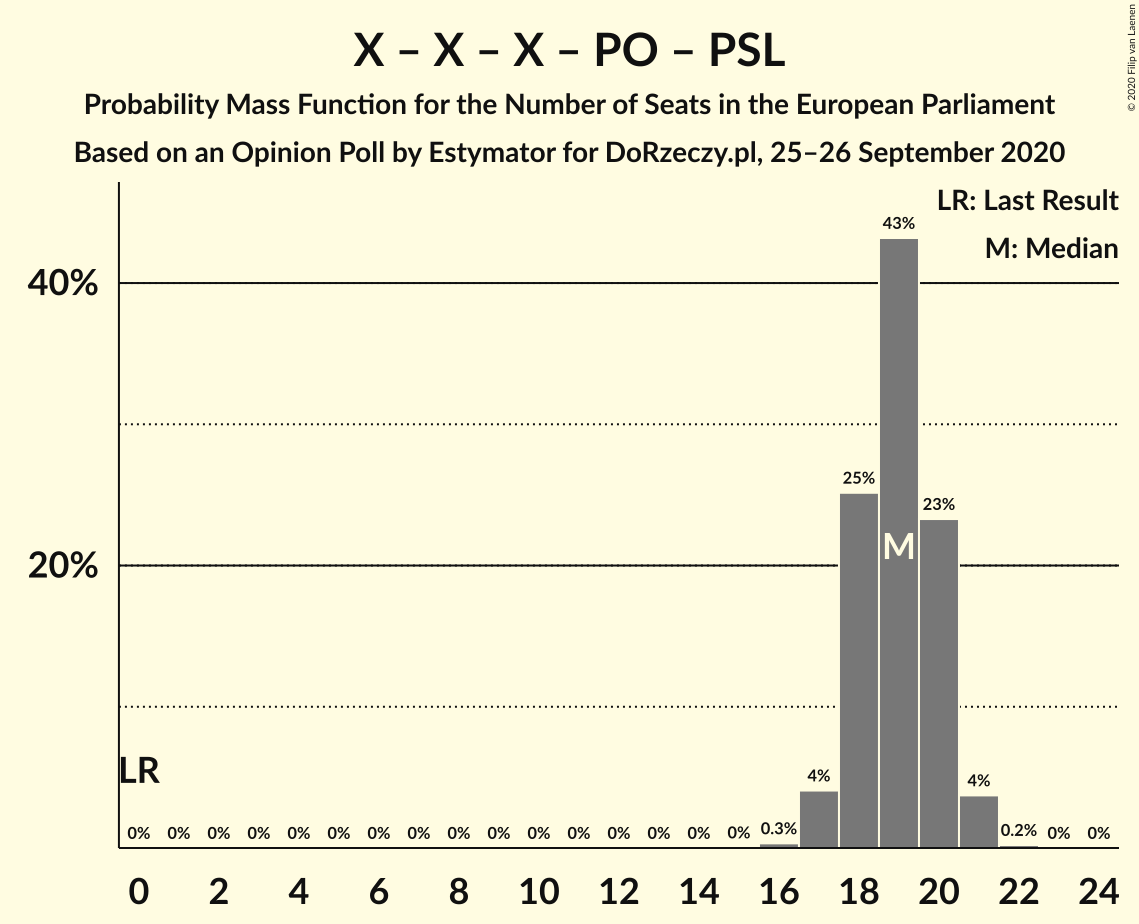 X – X – X – PO – PSL
Probability Mass Function for the Number of Seats in the European Parliament
Based on an Opinion Poll by Estymator for DoRzeczy.pl, 25–26 September 2020
© 2020 Filip van Laenen
LR: Last Result
M: Median
43%
40%
25%
23%
M
20%
LR
4%
4%
0% 0% 0% 0% 0% 0% 0% 0% 0% 0% 0% 0% 0% 0% 0% 0% 0.3% 0.2% 0% 0%
0 2 4 6 8 10 12 14 16 18 20 22 24